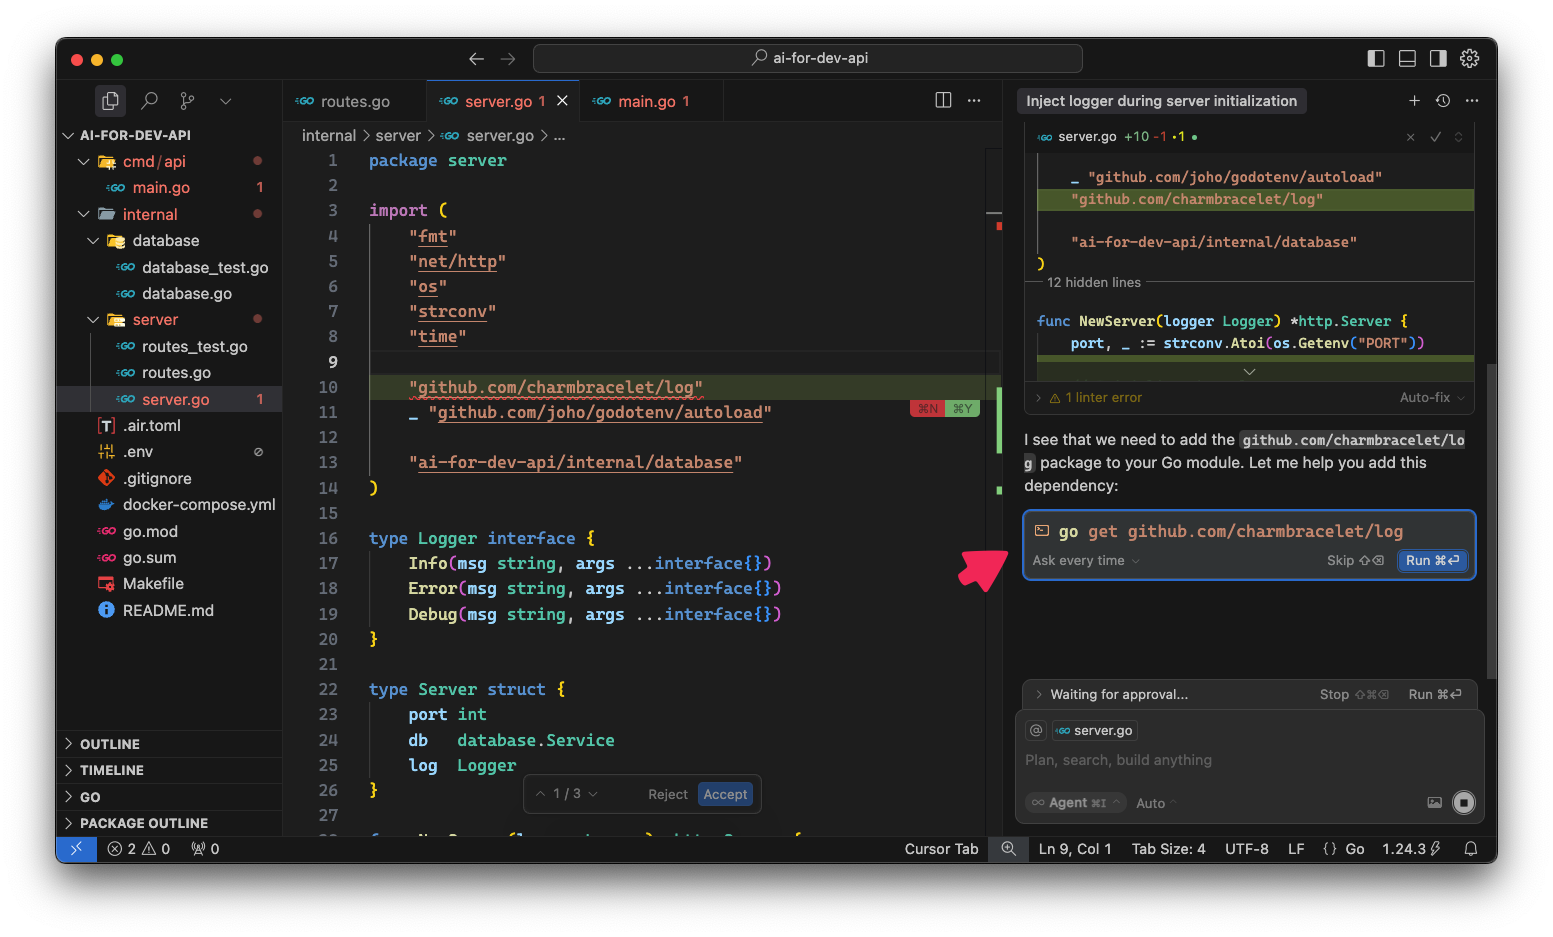 ai-for-dev-api
AI-FOR-DEV-API
cmd/api
main.go 1
internal
database
database_test.go
database.go
server
routes_test.go
routes.go
server.go 1
.air.toml
.env
.gitignore
docker-compose.yml
go.mod
go.sum
Makefile
README.md
OUTLINE
TIMELINE
GO
PACKAGE OUTLINE
routes.go
server.go 1
main.go 1
internal > server > server.go > ...
1 package server
2
3 import (
4 "fmt"
5 "net/http"
6 "os"
7 "strconv"
8 "time"
9
10 "github.com/charmbracelet/log"
11 _ "github.com/joho/godotenv/autoload"
⌘N ⌘Y
12
13 "ai-for-dev-api/internal/database"
14 )
15
16 type Logger interface {
17 Info(msg string, args ...interface{})
18 Error(msg string, args ...interface{})
19 Debug(msg string, args ...interface{})
20 }
21
22 type Server struct {
23 port int
24 db database.Service
25 log Logger
26 }
27
1 / 3 Reject Accept
Inject logger during server initialization
server.go +10 -1 •1 •
_ "github.com/joho/godotenv/autoload"
"github.com/charmbracelet/log"
"ai-for-dev-api/internal/database"
)
12 hidden lines
func NewServer(logger Logger) *http.Server {
port, _ := strconv.Atoi(os.Getenv("PORT"))
1 linter error Auto-fix
I see that we need to add the github.com/charmbracelet/lo
g package to your Go module. Let me help you add this
dependency:
go get github.com/charmbracelet/log
Ask every time Skip ⇧⌫ Run ⌘⏎
Waiting for approval... Stop ⇧⌘⌫ Run ⌘⏎
@ server.go
Plan, search, build anything
∞ Agent ⌘I Auto
2 0 0
Cursor Tab Ln 9, Col 1 Tab Size: 4 UTF-8 LF {} Go 1.24.3